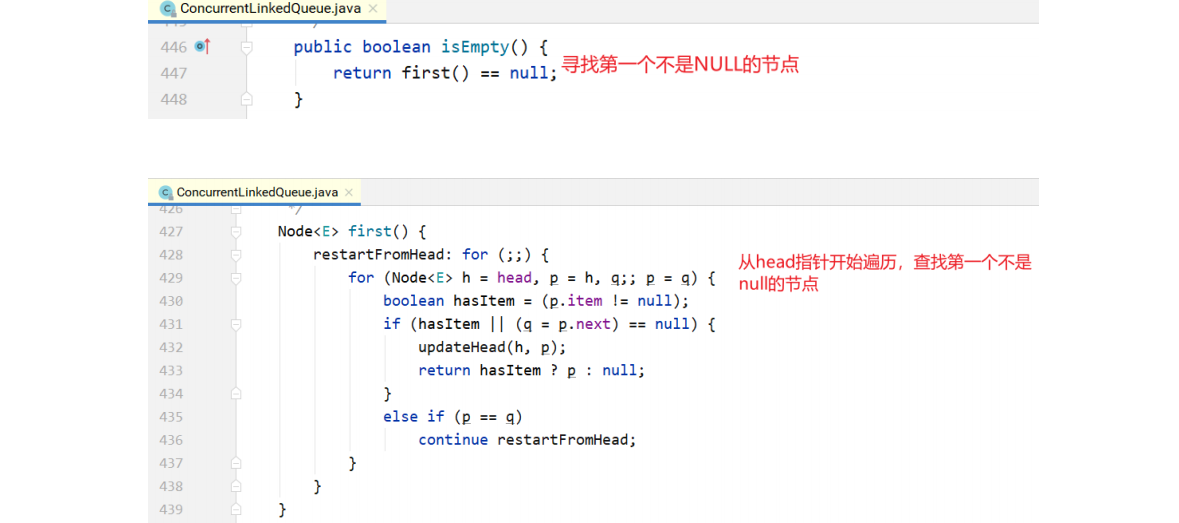 ConcurrentLinkedQueue.java
446 public boolean isEmpty() {
447 return first() == null;
寻找第一个不是NULL的节点
448 }
ConcurrentLinkedQueue.java
426 */
427 Node<E> first() {
428 restartFromHead: for (;;) {
429 for (Node<E> h = head, p = h, q;; p = q) {
从head指针开始遍历，查找第一个不是
null的节点
430 boolean hasItem = (p.item != null);
431 if (hasItem || (q = p.next) == null) {
432 updateHead(h, p);
433 return hasItem ? p : null;
434 }
435 else if (p == q)
436 continue restartFromHead;
437 }
438 }
439 }